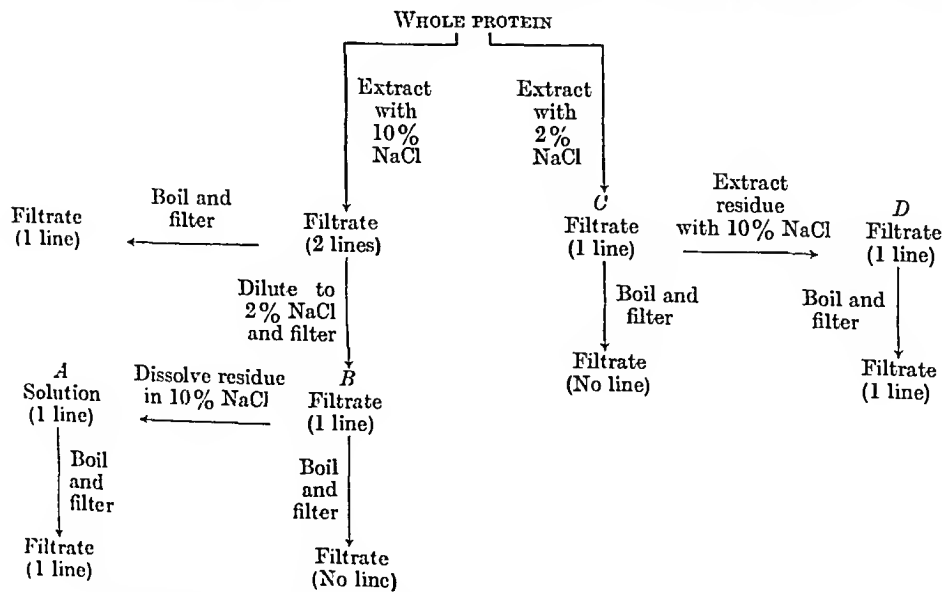 WHOLE PROTEIN
Extract
with
10%
NaCl
Extract
with
2%
NaCl
Boil and
filter
Filtrate
(1 line)
Filtrate
(2 lines)
C
Filtrate
(1 line)
Extract
residue
with 10% NaCl
D
Filtrate
(1 line)
Dilute to
2% NaCl
and filter
Boil and
filter
Boil and
filter
Filtrate
(No line)
Filtrate
(1 line)
A
Solution
(1 line)
Dissolve residue
in 10% NaCl
B
Filtrate
(1 line)
Boil
and
filter
Boil
and
filter
Filtrate
(1 line)
Filtrate
(No line)